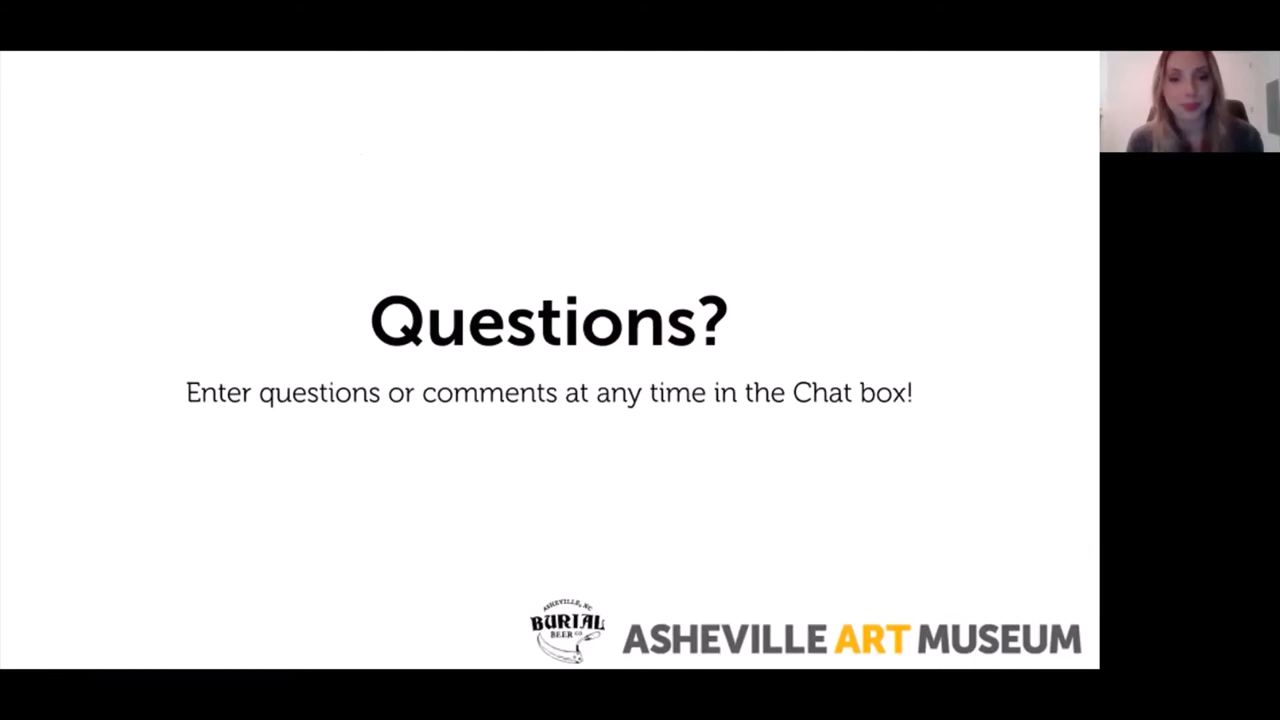 Questions?
Enter questions or comments at any time in the Chat box!
ASHEVILLE, NC
BURIAL
BEER CO
ASHEVILLE ART MUSEUM